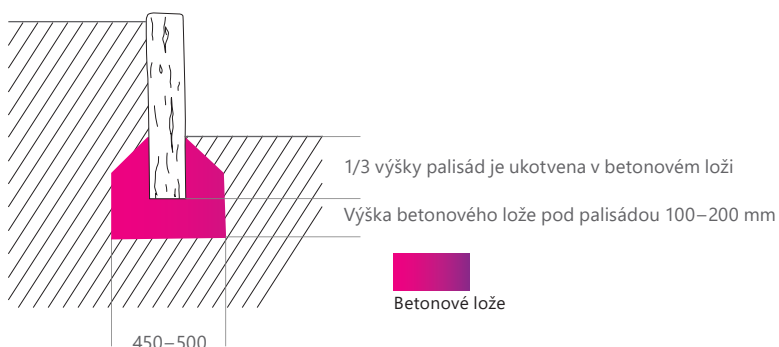 1/3 výšky palisád je ukotvena v betonovém loži
Výška betonového lože pod palisádou 100–200 mm
Betonové lože
450–500